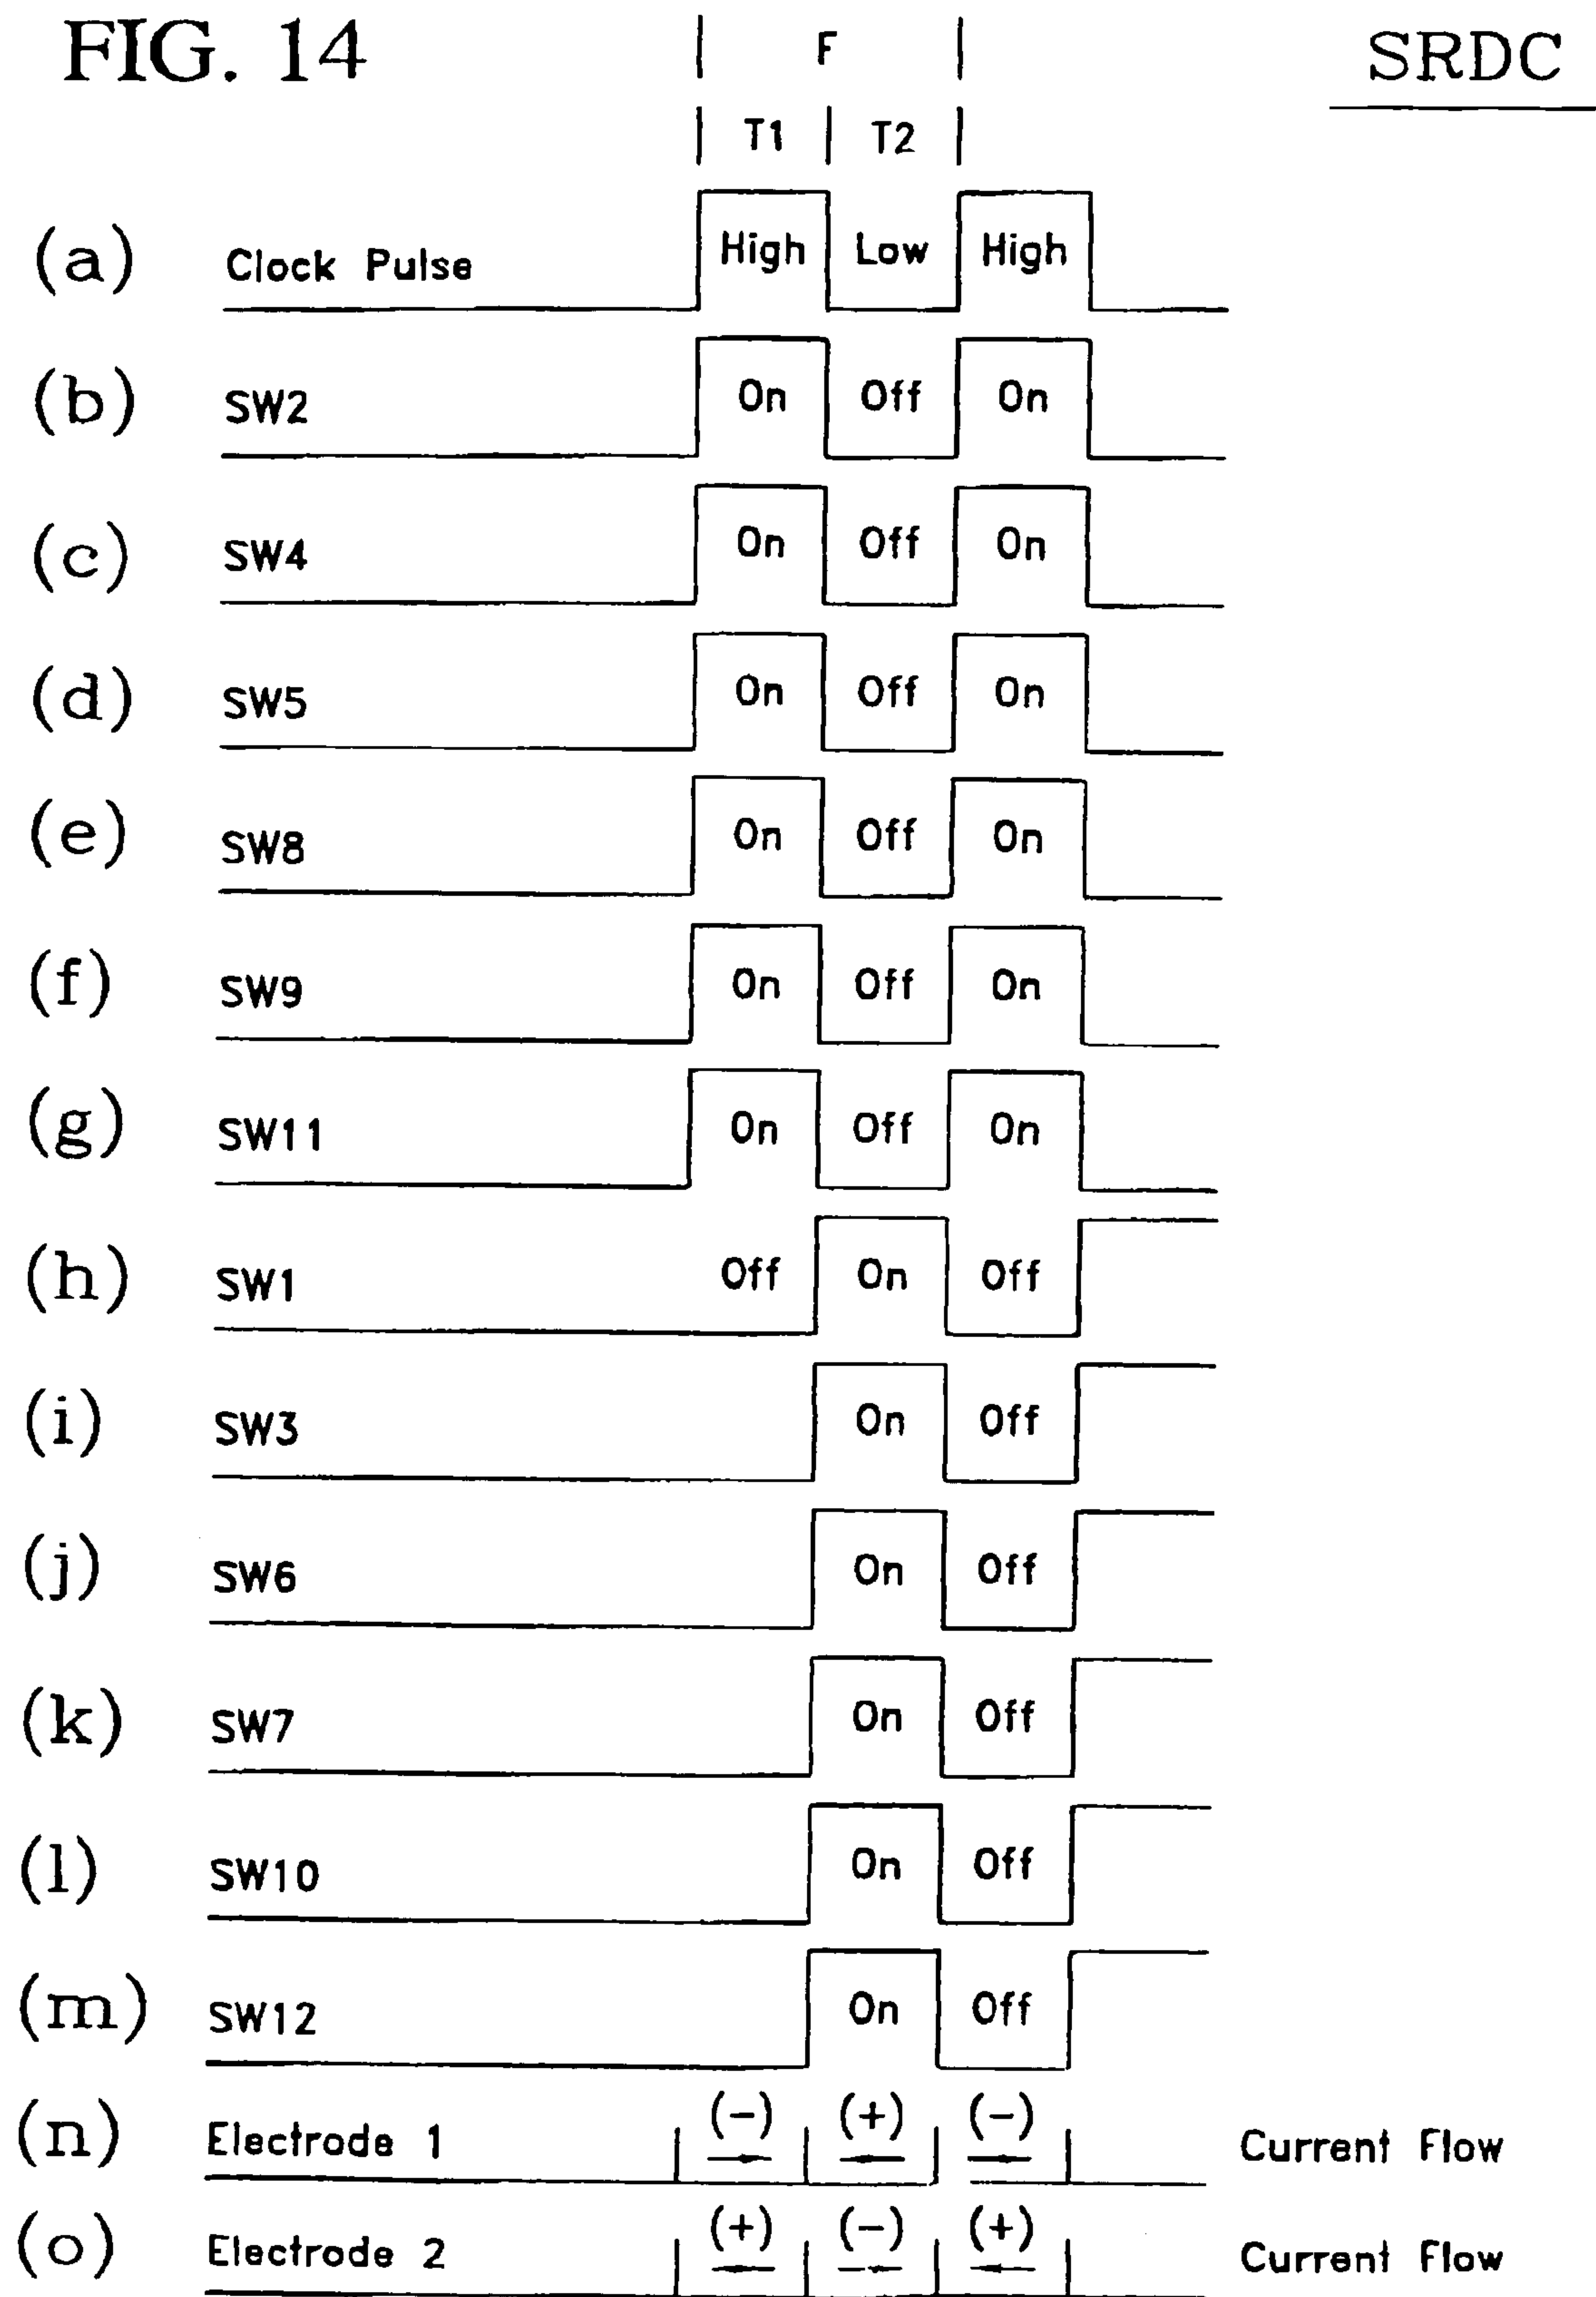 FIG. 14
F
SRDC
T1 T2
(a) Clock Pulse High Low High
(b) SW2 On Off On
(c) SW4 On Off On
(d) SW5 On Off On
(e) SW8 On Off On
(f) SW9 On Off On
(g) SW11 On Off On
(h) SW1 Off On Off
(i) SW3 On Off
(j) SW6 On Off
(k) SW7 On Off
(l) SW10 On Off
(m) SW12 On Off
(n) Electrode 1 (-) (+) (-) Current Flow
(o) Electrode 2 (+) (-) (+) Current Flow